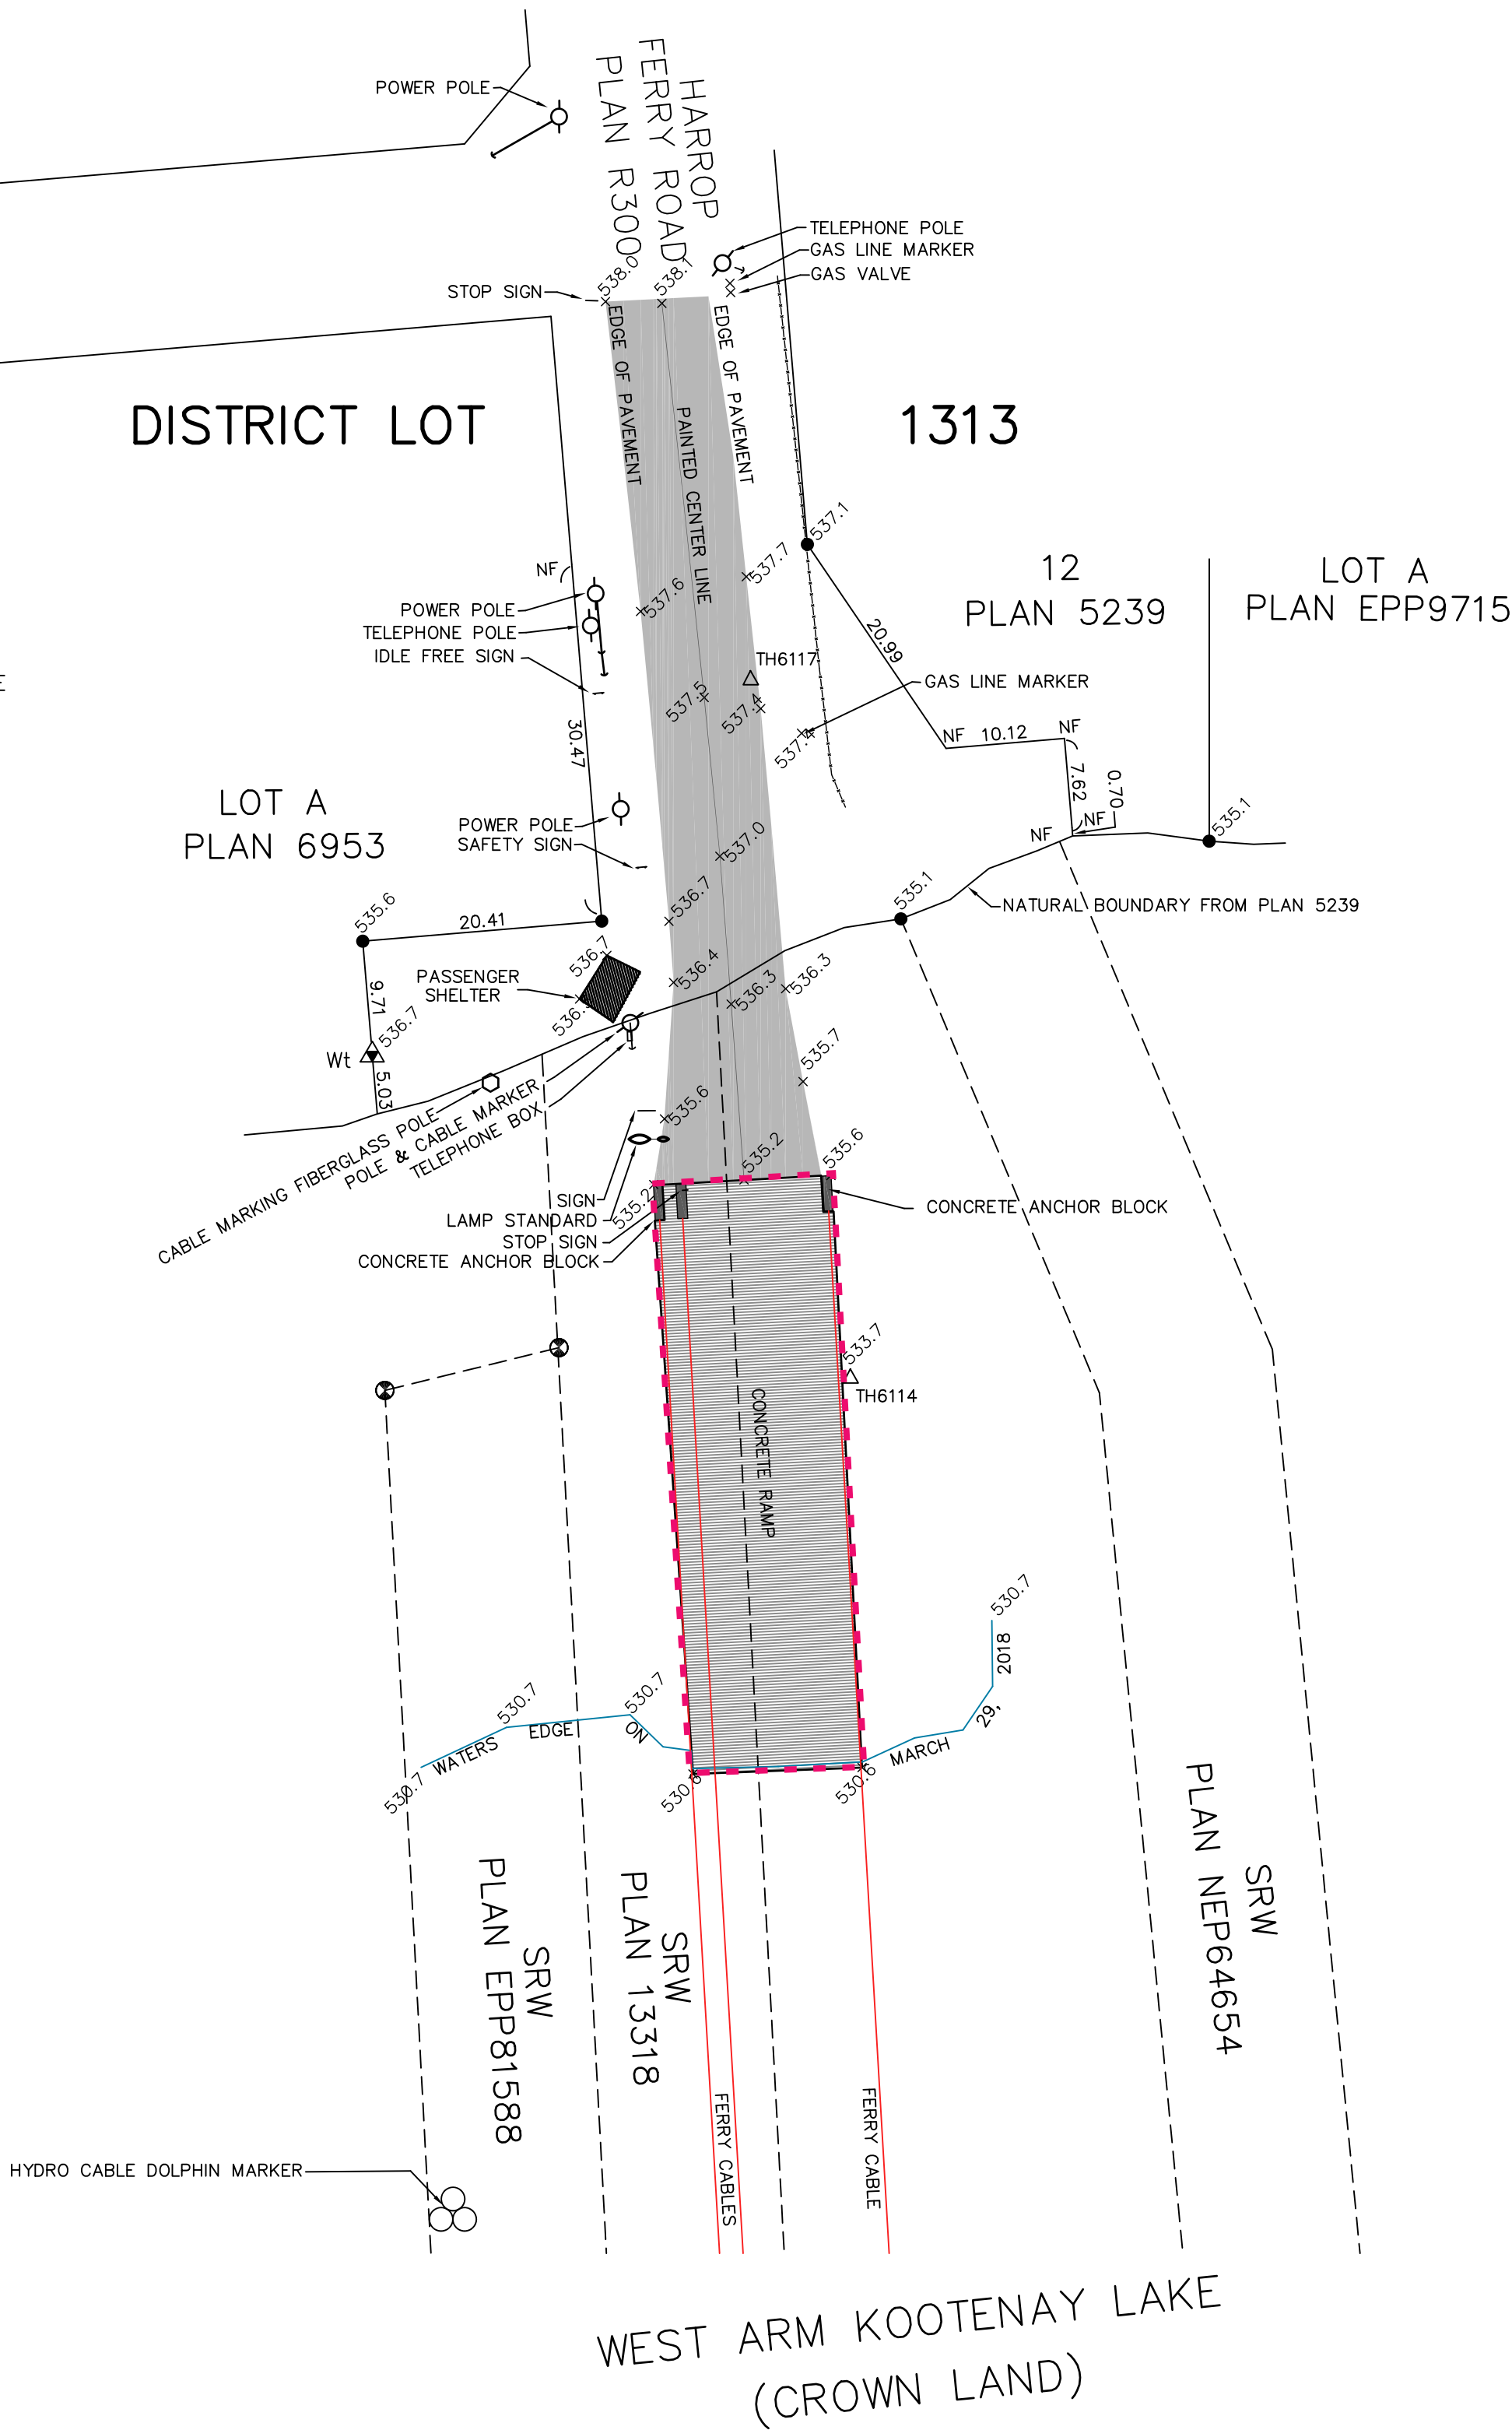 POWER POLE
HARROP
FERRY ROAD
PLAN R300
TELEPHONE POLE
GAS LINE MARKER
GAS VALVE
STOP SIGN
538.0
538.1
EDGE OF PAVEMENT
EDGE OF PAVEMENT
PAINTED CENTER LINE
DISTRICT LOT
1313
537.1
537.7
NF
12
PLAN 5239
LOT A
PLAN EPP9715
POWER POLE
TELEPHONE POLE
IDLE FREE SIGN
537.6
20.99
TH6117
537.5
537.4
GAS LINE MARKER
537.4
30.47
NF
10.12
NF
7.62
0.70
NF
NF
535.1
LOT A
PLAN 6953
POWER POLE
SAFETY SIGN
537.0
535.1
NATURAL BOUNDARY FROM PLAN 5239
535.6
20.41
536.7
536.7
PASSENGER
SHELTER
536.4
536.3
536.3
9.71
536.7
Wt
5.03
535.7
CABLE MARKING FIBERGLASS POLE
POLE & CABLE MARKER
TELEPHONE BOX
535.6
535.2
535.6
SIGN
LAMP STANDARD
STOP SIGN
CONCRETE ANCHOR BLOCK
535.2
CONCRETE ANCHOR BLOCK
533.7
TH6114
CONCRETE RAMP
530.7
530.7
530.7
530.7
WATERS
EDGE
ON
MARCH
29,
2018
530.6
PLAN NEP64654
SRW
SRW
PLAN 13318
SRW
PLAN EPP81588
FERRY CABLES
FERRY CABLE
HYDRO CABLE DOLPHIN MARKER
WEST ARM KOOTENAY LAKE
(CROWN LAND)